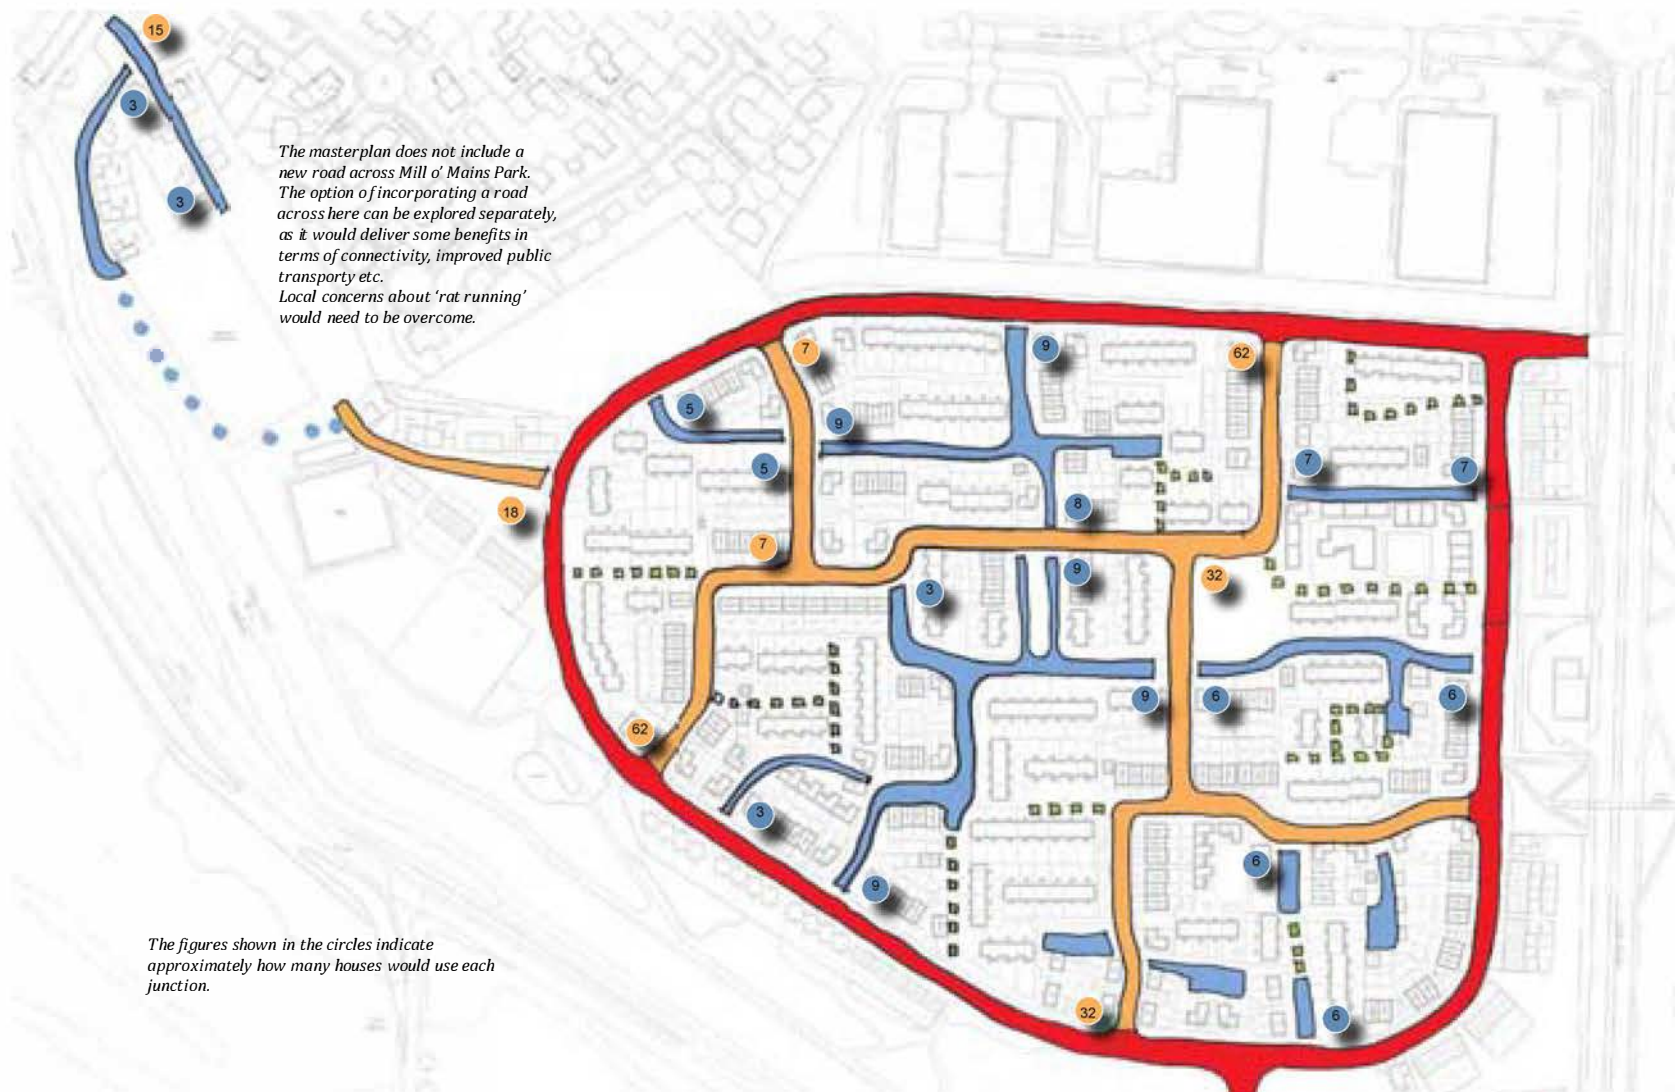 15
3
3
The masterplan does not include a
new road across Mill o' Mains Park.
The option of incorporating a road
across here can be explored separately,
as it would deliver some benefits in
terms of connectivity, improved public
transporty etc.
Local concerns about 'rat running'
would need to be overcome.
7
9
62
5
9
5
7
7
18
8
7
9
32
3
62
9
6
6
3
6
9
32
6
The figures shown in the circles indicate
approximately how many houses would use each
junction.